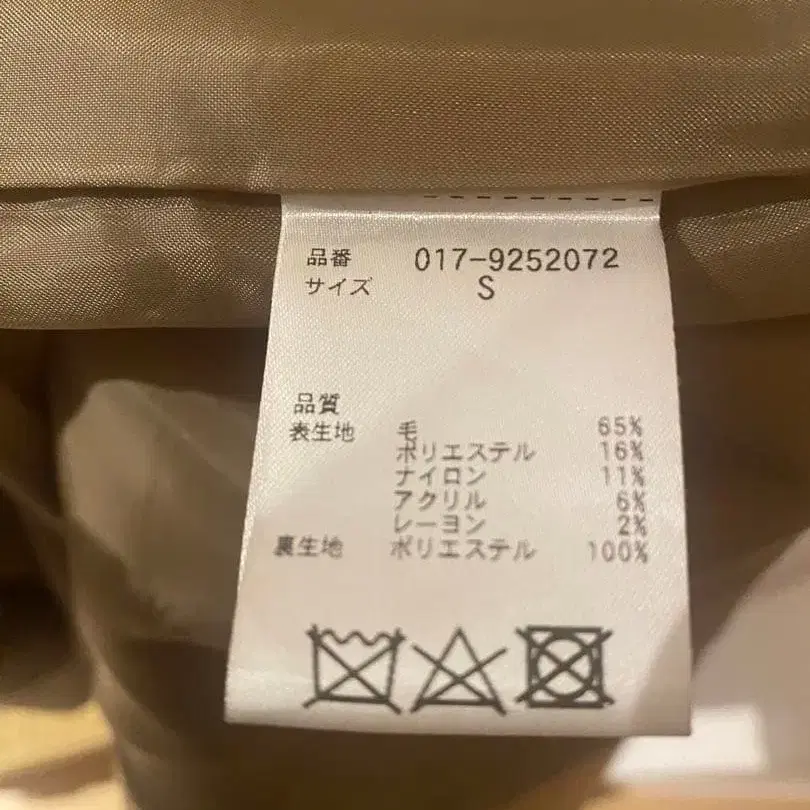 品番 017-9252072
サイズ S
品質
表生地 毛 65%
ポリエステル 16%
ナイロン 11%
アクリル 6%
レーヨン 2%
裏生地 ポリエステル 100%